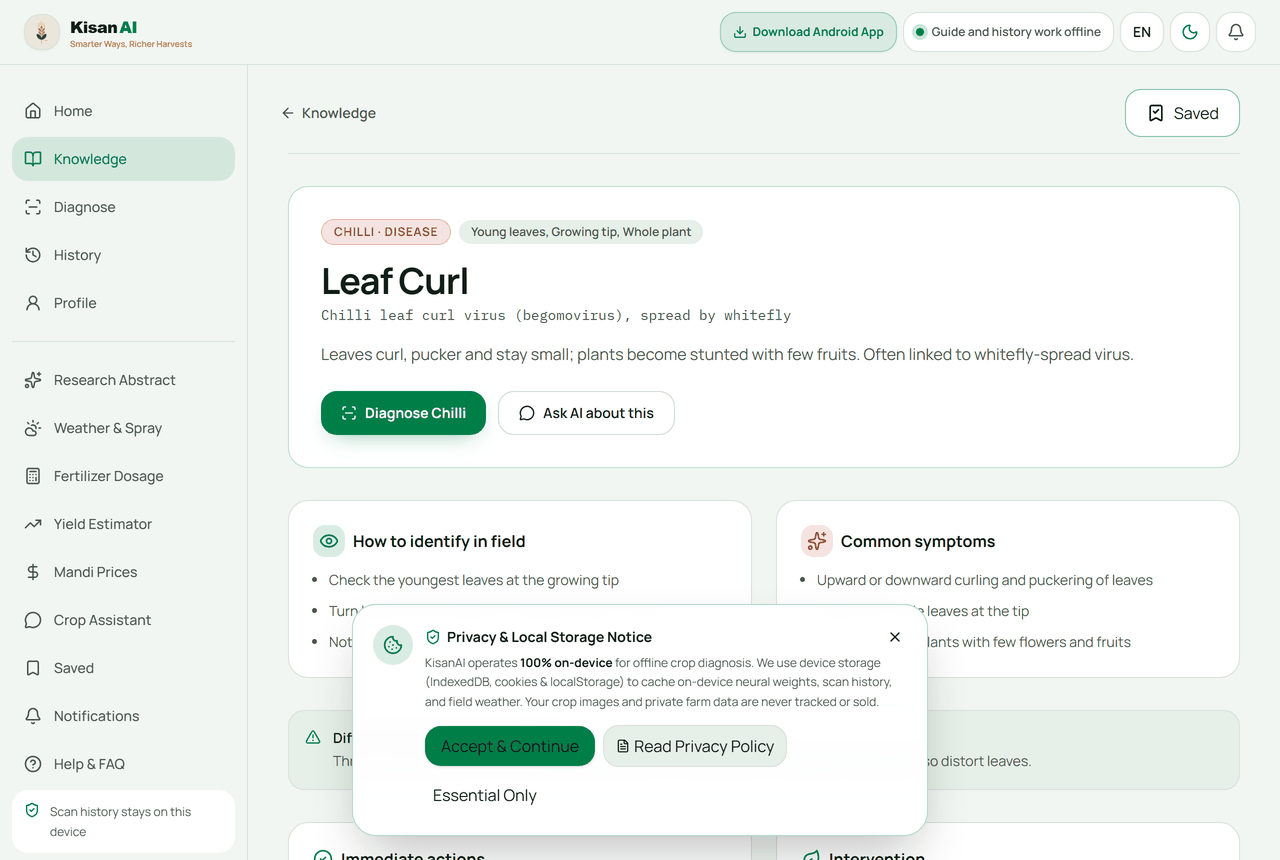 Kisan AI
Smarter Ways, Richer Harvests
Download Android App
Guide and history work offline
EN
Home
Knowledge
Diagnose
History
Profile
Research Abstract
Weather & Spray
Fertilizer Dosage
Yield Estimator
Mandi Prices
Crop Assistant
Saved
Notifications
Help & FAQ
Scan history stays on this
device
Knowledge
Saved
CHILLI · DISEASE
Young leaves, Growing tip, Whole plant
Leaf Curl
Chilli leaf curl virus (begomovirus), spread by whitefly
Leaves curl, pucker and stay small; plants become stunted with few fruits. Often linked to whitefly-spread virus.
Diagnose Chilli
Ask AI about this
How to identify in field
• Check the youngest leaves at the growing tip
• Turn
• Not
Common symptoms
• Upward or downward curling and puckering of leaves
leaves at the tip
with few flowers and fruits
distort leaves.
Privacy & Local Storage Notice
KisanAI operates 100% on-device for offline crop diagnosis. We use device storage
(IndexedDB, cookies & localStorage) to cache on-device neural weights, scan history,
and field weather. Your crop images and private farm data are never tracked or sold.
Accept & Continue
Read Privacy Policy
Essential Only
Immediate actions
Intervention